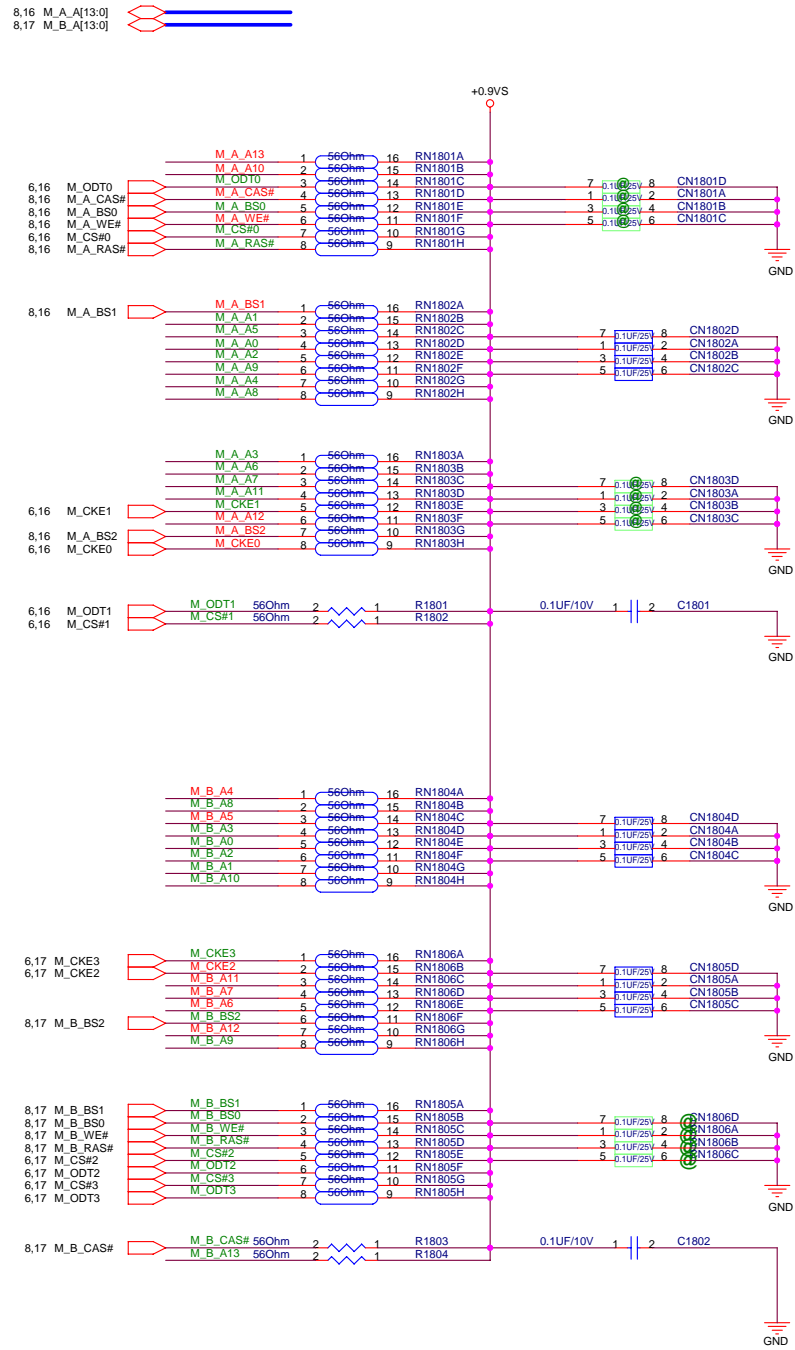 8,16 M_A_A[13:0]
8,17 M_B_A[13:0]
+0.9VS
M_A_A13 1 56Ohm 16 RN1801A
M_A_A10 2 56Ohm 15 RN1801B
6,16 M_ODT0 M_ODT0 3 56Ohm 14 RN1801C 7 0.1UF/25V @ 8 CN1801D
8,16 M_A_CAS# M_A_CAS# 4 56Ohm 13 RN1801D 1 0.1UF/25V @ 2 CN1801A
8,16 M_A_BS0 M_A_BS0 5 56Ohm 12 RN1801E 3 0.1UF/25V @ 4 CN1801B
8,16 M_A_WE# M_A_WE# 6 56Ohm 11 RN1801F 5 0.1UF/25V @ 6 CN1801C
6,16 M_CS#0 M_CS#0 7 56Ohm 10 RN1801G
8,16 M_A_RAS# M_A_RAS# 8 56Ohm 9 RN1801H
GND
8,16 M_A_BS1 M_A_BS1 1 56Ohm 16 RN1802A
M_A_A1 2 56Ohm 15 RN1802B
M_A_A5 3 56Ohm 14 RN1802C 7 0.1UF/25V 8 CN1802D
M_A_A0 4 56Ohm 13 RN1802D 1 0.1UF/25V 2 CN1802A
M_A_A2 5 56Ohm 12 RN1802E 3 0.1UF/25V 4 CN1802B
M_A_A9 6 56Ohm 11 RN1802F 5 0.1UF/25V 6 CN1802C
M_A_A4 7 56Ohm 10 RN1802G
M_A_A8 8 56Ohm 9 RN1802H
GND
M_A_A3 1 56Ohm 16 RN1803A
M_A_A6 2 56Ohm 15 RN1803B
M_A_A7 3 56Ohm 14 RN1803C 7 0.1UF/25V @ 8 CN1803D
M_A_A11 4 56Ohm 13 RN1803D 1 0.1UF/25V @ 2 CN1803A
6,16 M_CKE1 M_CKE1 5 56Ohm 12 RN1803E 3 0.1UF/25V @ 4 CN1803B
M_A_A12 6 56Ohm 11 RN1803F 5 0.1UF/25V @ 6 CN1803C
8,16 M_A_BS2 M_A_BS2 7 56Ohm 10 RN1803G
6,16 M_CKE0 M_CKE0 8 56Ohm 9 RN1803H
GND
6,16 M_ODT1 M_ODT1 56Ohm 2 1 R1801 0.1UF/10V 1 2 C1801
6,16 M_CS#1 M_CS#1 56Ohm 2 1 R1802
GND
M_B_A4 1 56Ohm 16 RN1804A
M_B_A8 2 56Ohm 15 RN1804B
M_B_A5 3 56Ohm 14 RN1804C 7 0.1UF/25V 8 CN1804D
M_B_A3 4 56Ohm 13 RN1804D 1 0.1UF/25V 2 CN1804A
M_B_A0 5 56Ohm 12 RN1804E 3 0.1UF/25V 4 CN1804B
M_B_A2 6 56Ohm 11 RN1804F 5 0.1UF/25V 6 CN1804C
M_B_A1 7 56Ohm 10 RN1804G
M_B_A10 8 56Ohm 9 RN1804H
GND
6,17 M_CKE3 M_CKE3 1 56Ohm 16 RN1806A
6,17 M_CKE2 M_CKE2 2 56Ohm 15 RN1806B 7 0.1UF/25V 8 CN1805D
M_B_A11 3 56Ohm 14 RN1806C 1 0.1UF/25V 2 CN1805A
M_B_A7 4 56Ohm 13 RN1806D 3 0.1UF/25V 4 CN1805B
M_B_A6 5 56Ohm 12 RN1806E 5 0.1UF/25V 6 CN1805C
8,17 M_B_BS2 M_B_BS2 6 56Ohm 11 RN1806F
M_B_A12 7 56Ohm 10 RN1806G
M_B_A9 8 56Ohm 9 RN1806H
GND
8,17 M_B_BS1 M_B_BS1 1 56Ohm 16 RN1805A
8,17 M_B_BS0 M_B_BS0 2 56Ohm 15 RN1805B 7 0.1UF/25V 8 @ CN1806D
8,17 M_B_WE# M_B_WE# 3 56Ohm 14 RN1805C 1 0.1UF/25V 2 @ CN1806A
8,17 M_B_RAS# M_B_RAS# 4 56Ohm 13 RN1805D 3 0.1UF/25V 4 @ CN1806B
6,17 M_CS#2 M_CS#2 5 56Ohm 12 RN1805E 5 0.1UF/25V 6 @ CN1806C
6,17 M_ODT2 M_ODT2 6 56Ohm 11 RN1805F
6,17 M_CS#3 M_CS#3 7 56Ohm 10 RN1805G
6,17 M_ODT3 M_ODT3 8 56Ohm 9 RN1805H
GND
8,17 M_B_CAS# M_B_CAS# 56Ohm 2 1 R1803 0.1UF/10V 1 2 C1802
M_B_A13 56Ohm 2 1 R1804
GND